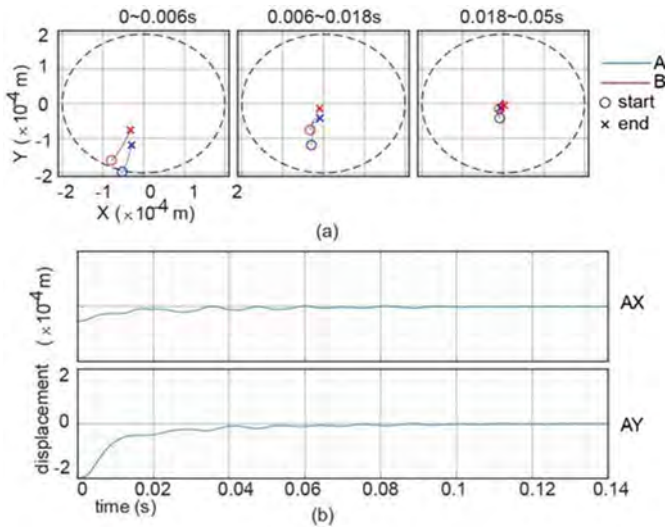 0~0.006s 0.006~0.018s 0.018~0.05s
2
1
0
-1
-2
Y (×10⁻⁴ m)
A
B
start
end
-2 -1 0 1 2 2
X (×10⁻⁴ m)
(a)
(×10⁻⁴ m)
AX
displacement
2
0
-2
AY
0 0.02 0.04 0.06 0.08 0.1 0.12 0.14
time (s)
(b)